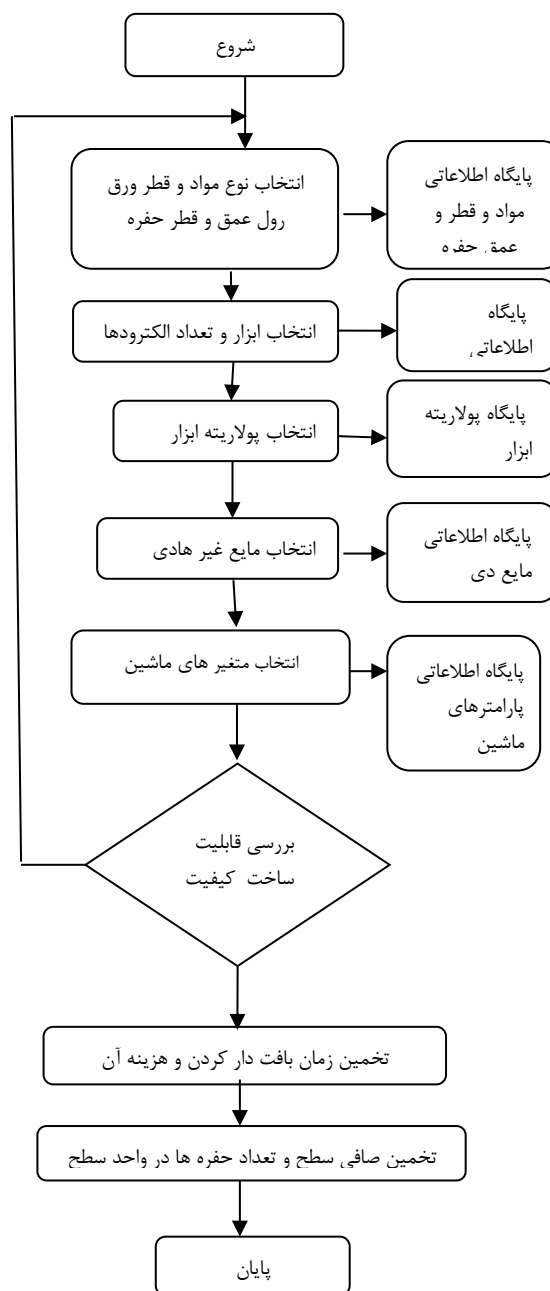 شروع
انتخاب نوع مواد و قطر ورق
رول عمق و قطر حفره
پایگاه اطلاعاتی
مواد و قطر و
عمق حفره
انتخاب ابزار و تعداد الکترودها
پایگاه
اطلاعاتی
انتخاب پولاریته ابزار
پایگاه پولاریته
ابزار
انتخاب مایع غیر هادی
پایگاه اطلاعاتی
مایع دی
انتخاب متغیر های ماشین
پایگاه اطلاعاتی
پارامترهای
ماشین
بررسی قابلیت
ساخت کیفیت
تخمین زمان بافت دار کردن و هزینه آن
تخمین صافی سطح و تعداد حفره ها در واحد سطح
پایان